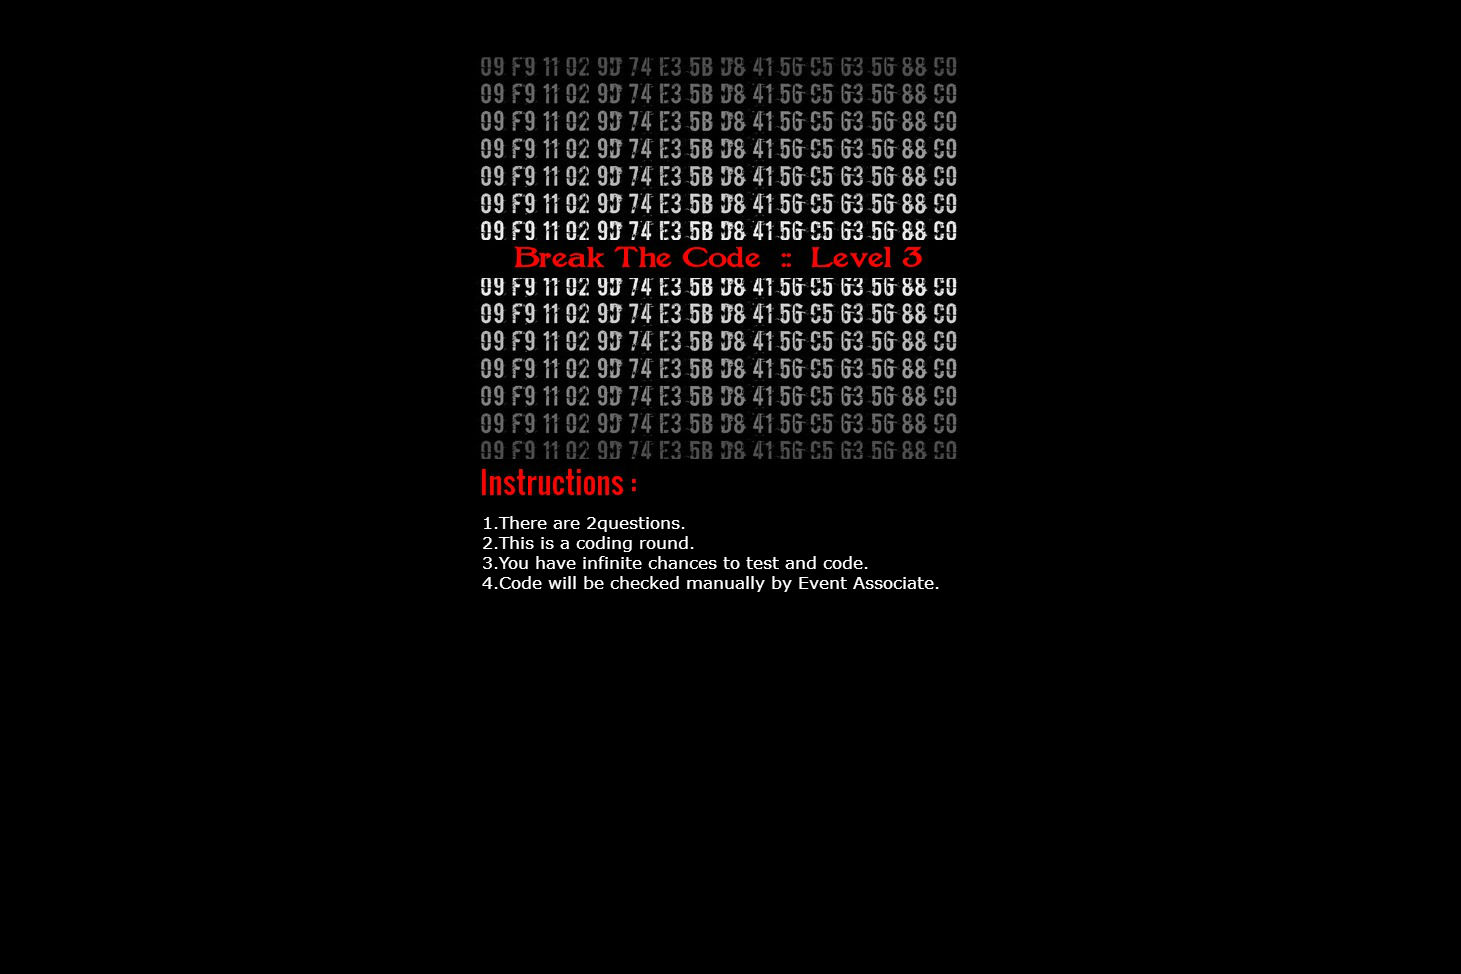 09 F9 11 02 9D 74 E3 5B D8 41 56 C5 63 56 88 C0
09 F9 11 02 9D 74 E3 5B D8 41 56 C5 63 56 88 C0
09 F9 11 02 9D 74 E3 5B D8 41 56 C5 63 56 88 C0
09 F9 11 02 9D 74 E3 5B D8 41 56 C5 63 56 88 C0
09 F9 11 02 9D 74 E3 5B D8 41 56 C5 63 56 88 C0
09 F9 11 02 9D 74 E3 5B D8 41 56 C5 63 56 88 C0
09 F9 11 02 9D 74 E3 5B D8 41 56 C5 63 56 88 C0
Break The Code :: Level 3
09 F9 11 02 9D 74 E3 5B D8 41 56 C5 63 56 88 C0
09 F9 11 02 9D 74 E3 5B D8 41 56 C5 63 56 88 C0
09 F9 11 02 9D 74 E3 5B D8 41 56 C5 63 56 88 C0
09 F9 11 02 9D 74 E3 5B D8 41 56 C5 63 56 88 C0
09 F9 11 02 9D 74 E3 5B D8 41 56 C5 63 56 88 C0
09 F9 11 02 9D 74 E3 5B D8 41 56 C5 63 56 88 C0
09 F9 11 02 9D 74 E3 5B D8 41 56 C5 63 56 88 C0
Instructions :
1.There are 2questions.
2.This is a coding round.
3.You have infinite chances to test and code.
4.Code will be checked manually by Event Associate.